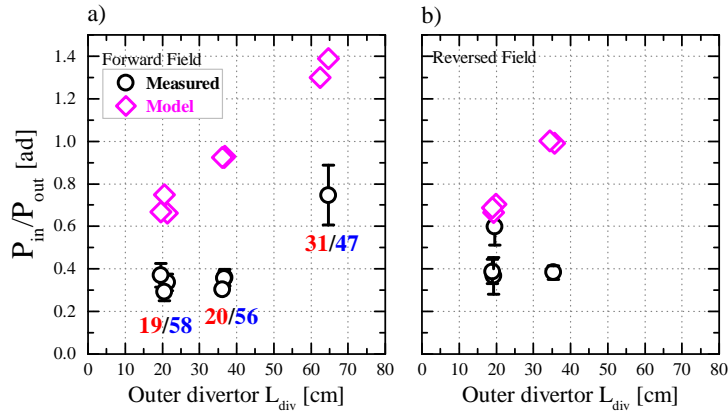 a)
Forward Field
Measured
Model
P_in/P_out [ad]
1.4
1.2
1.0
0.8
0.6
0.4
0.2
0.0
31/47
19/58
20/56
0 10 20 30 40 50 60 70 80
Outer divertor L_div [cm]
b)
Reversed Field
0 10 20 30 40 50 60 70 80
Outer divertor L_div [cm]